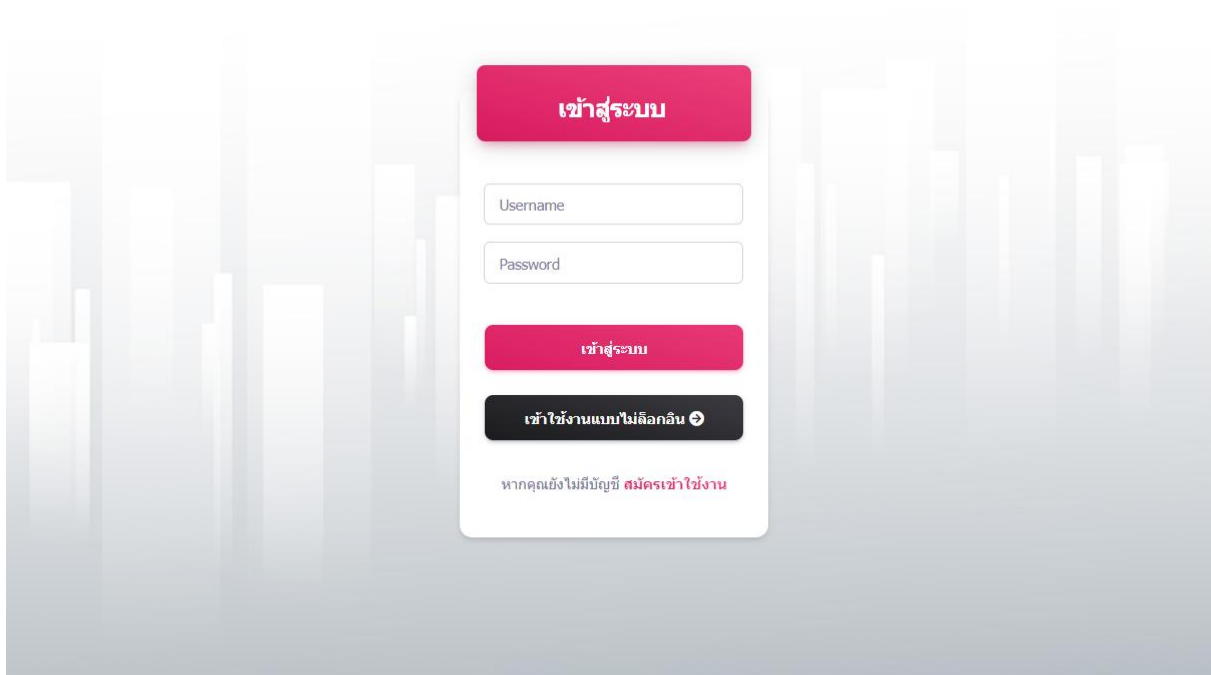 เข้าสู่ระบบ
Username
Password
เข้าสู่ระบบ
เข้าใช้งานแบบไม่ล็อกอิน
หากคุณยังไม่มีบัญชี สมัครเข้าใช้งาน